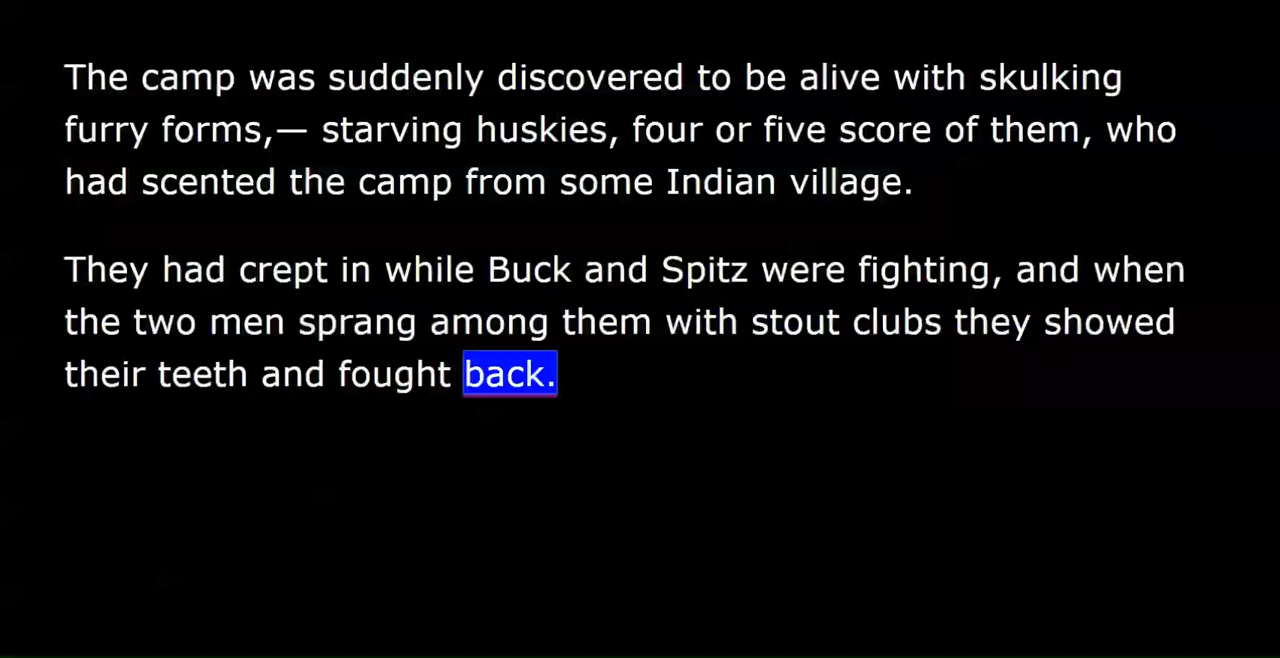 The camp was suddenly discovered to be alive with skulking
furry forms,— starving huskies, four or five score of them, who
had scented the camp from some Indian village.
They had crept in while Buck and Spitz were fighting, and when
the two men sprang among them with stout clubs they showed
their teeth and fought back.